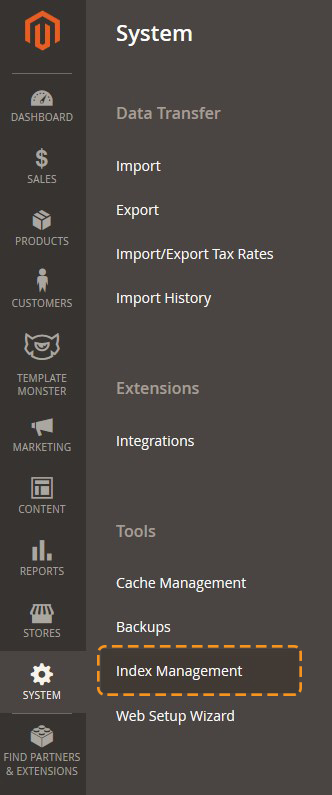 DASHBOARD
SALES
PRODUCTS
CUSTOMERS
TEMPLATE
MONSTER
MARKETING
CONTENT
REPORTS
STORES
SYSTEM
FIND PARTNERS
& EXTENSIONS
System
Data Transfer
Import
Export
Import/Export Tax Rates
Import History
Extensions
Integrations
Tools
Cache Management
Backups
Index Management
Web Setup Wizard